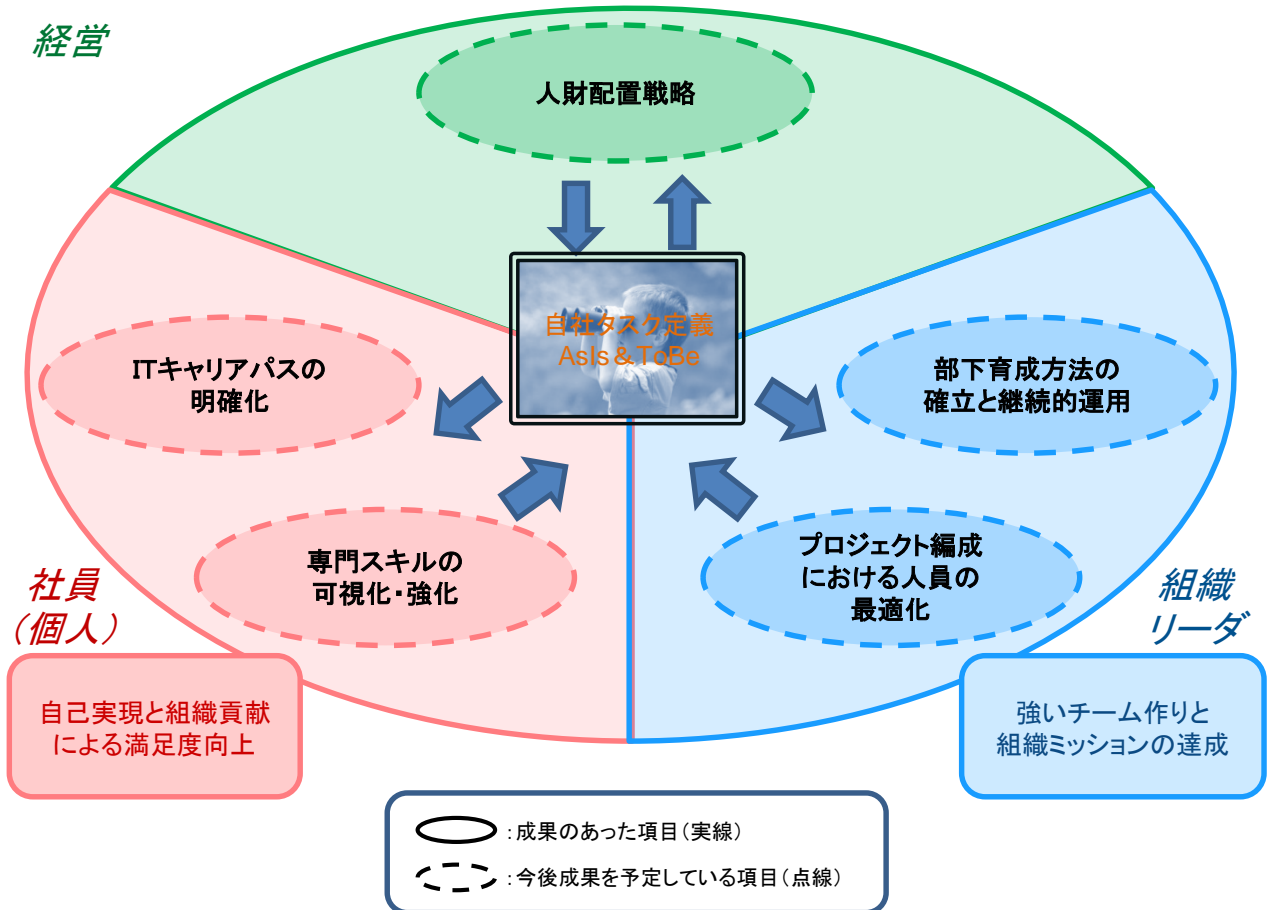 経営
人財配置戦略
自社タスク定義
AsIs＆ToBe
ITキャリアパスの
明確化
部下育成方法の
確立と継続的運用
専門スキルの
可視化・強化
プロジェクト編成
における人員の
最適化
社員
（個人）
組織
リーダ
自己実現と組織貢献
による満足度向上
強いチーム作りと
組織ミッションの達成
：成果のあった項目（実線）
：今後成果を予定している項目（点線）